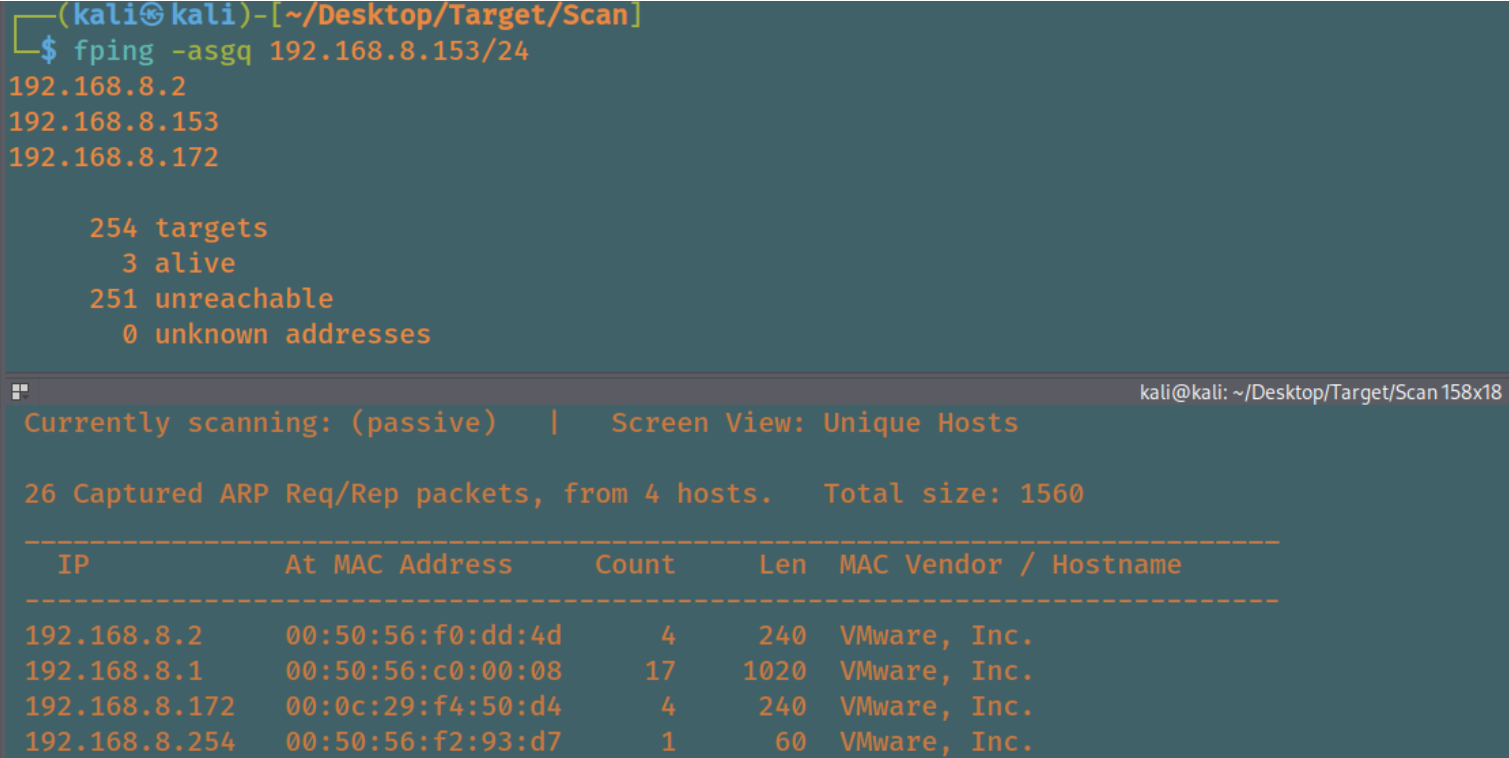 ┌──(kali㉿kali)-[~/Desktop/Target/Scan]
└─$ fping -asgq 192.168.8.153/24
192.168.8.2
192.168.8.153
192.168.8.172
254 targets
3 alive
251 unreachable
0 unknown addresses
kali@kali: ~/Desktop/Target/Scan 158x18
Currently scanning: (passive)   |   Screen View: Unique Hosts
26 Captured ARP Req/Rep packets, from 4 hosts.   Total size: 1560
_____________________________________________________________________________
IP            At MAC Address     Count     Len  MAC Vendor / Hostname
-----------------------------------------------------------------------------
192.168.8.2     00:50:56:f0:dd:4d      4     240  VMware, Inc.
192.168.8.1     00:50:56:c0:00:08     17    1020  VMware, Inc.
192.168.8.172   00:0c:29:f4:50:d4      4     240  VMware, Inc.
192.168.8.254   00:50:56:f2:93:d7      1      60  VMware, Inc.